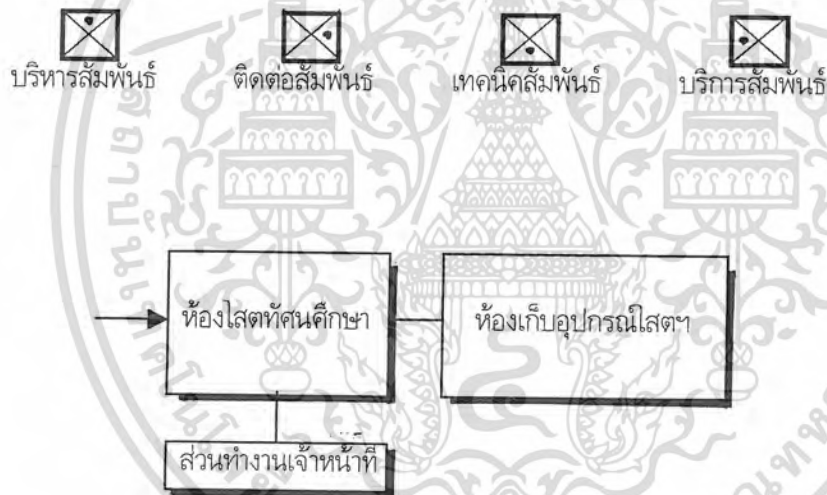 บริหารสัมพันธ์ ติดต่อสัมพันธ์ เทคนิคสัมพันธ์ บริการสัมพันธ์
ห้องโสตทัศนศึกษา ห้องเก็บอุปกรณ์โสตฯ
ส่วนทำงานเจ้าหน้าที่